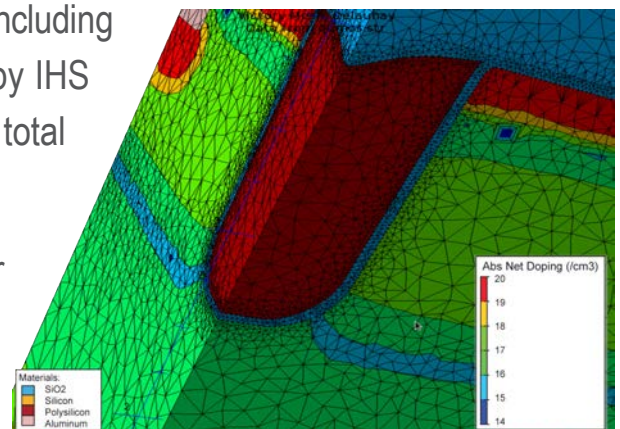 ncluding
by IHS
total
r
Abs Net Doping (/cm3)
20
19
18
17
16
15
14
Materials:
SiO2
Silicon
Polysilicon
Aluminum